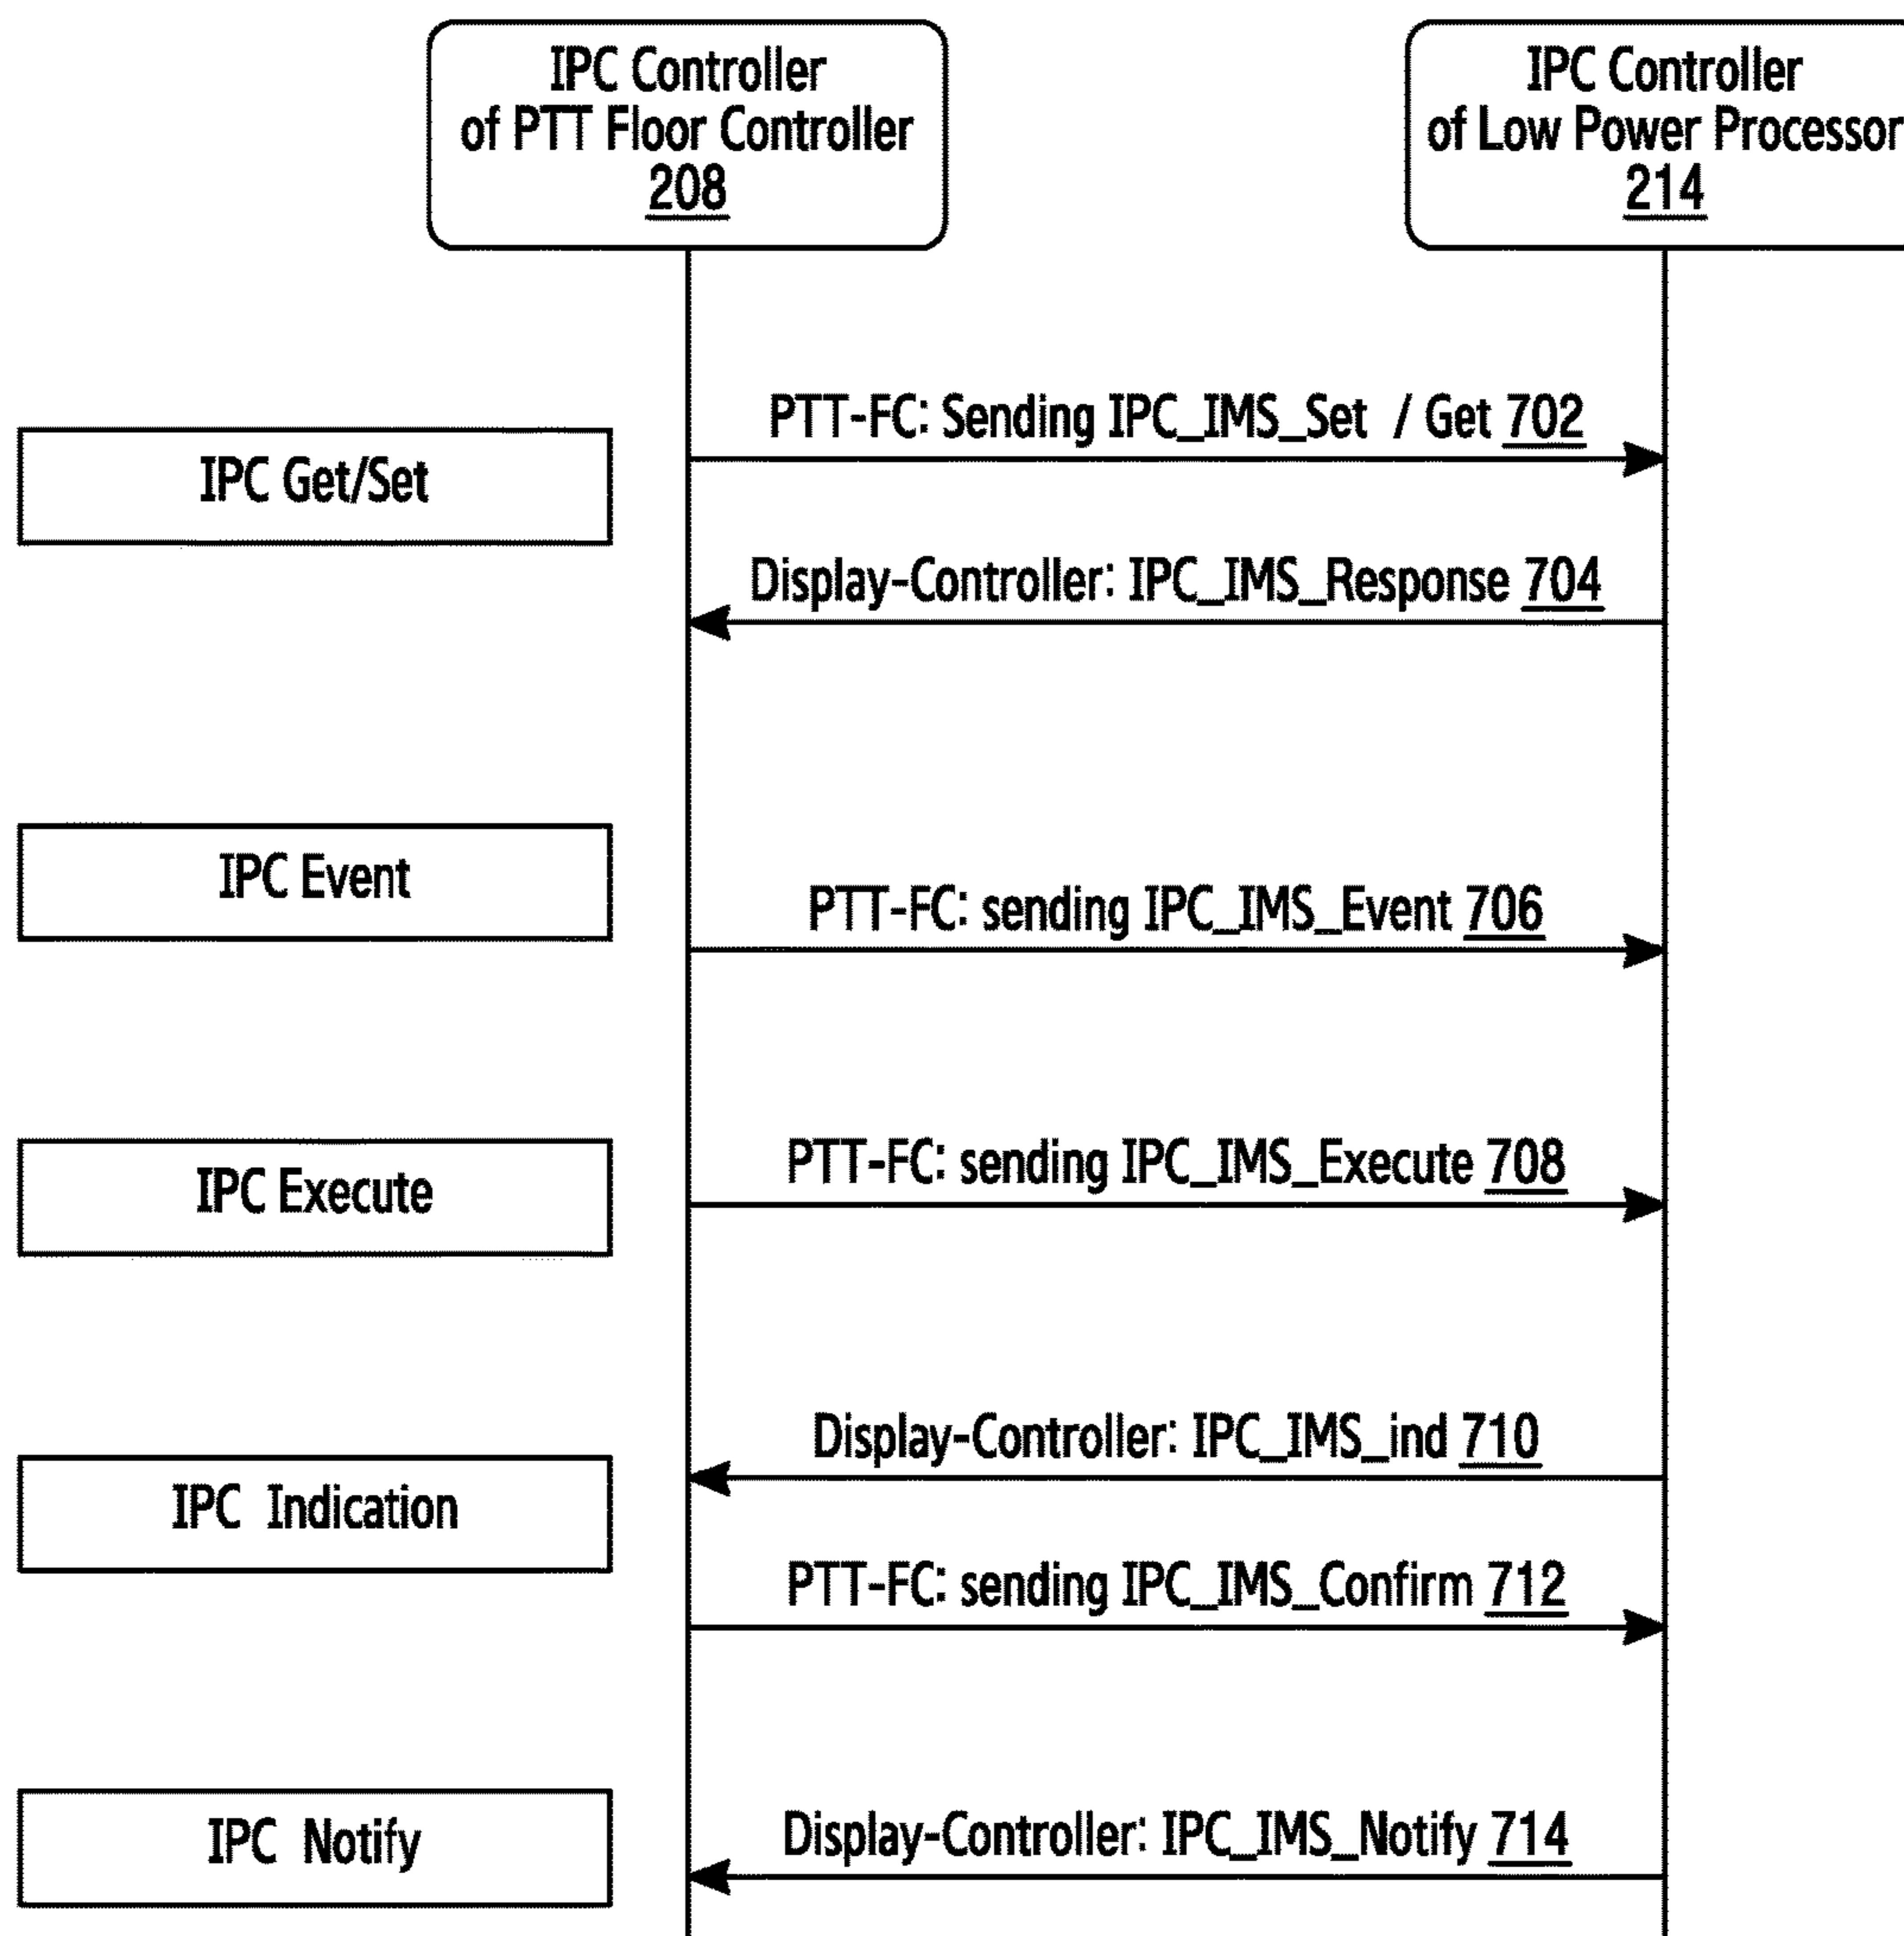 IPC Controller
of PTT Floor Controller
208
IPC Controller
of Low Power Processor
214
PTT-FC: Sending IPC_IMS_Set / Get 702
IPC Get/Set
Display-Controller: IPC_IMS_Response 704
IPC Event
PTT-FC: sending IPC_IMS_Event 706
PTT-FC: sending IPC_IMS_Execute 708
IPC Execute
Display-Controller: IPC_IMS_ind 710
IPC Indication
PTT-FC: sending IPC_IMS_Confirm 712
Display-Controller: IPC_IMS_Notify 714
IPC Notify